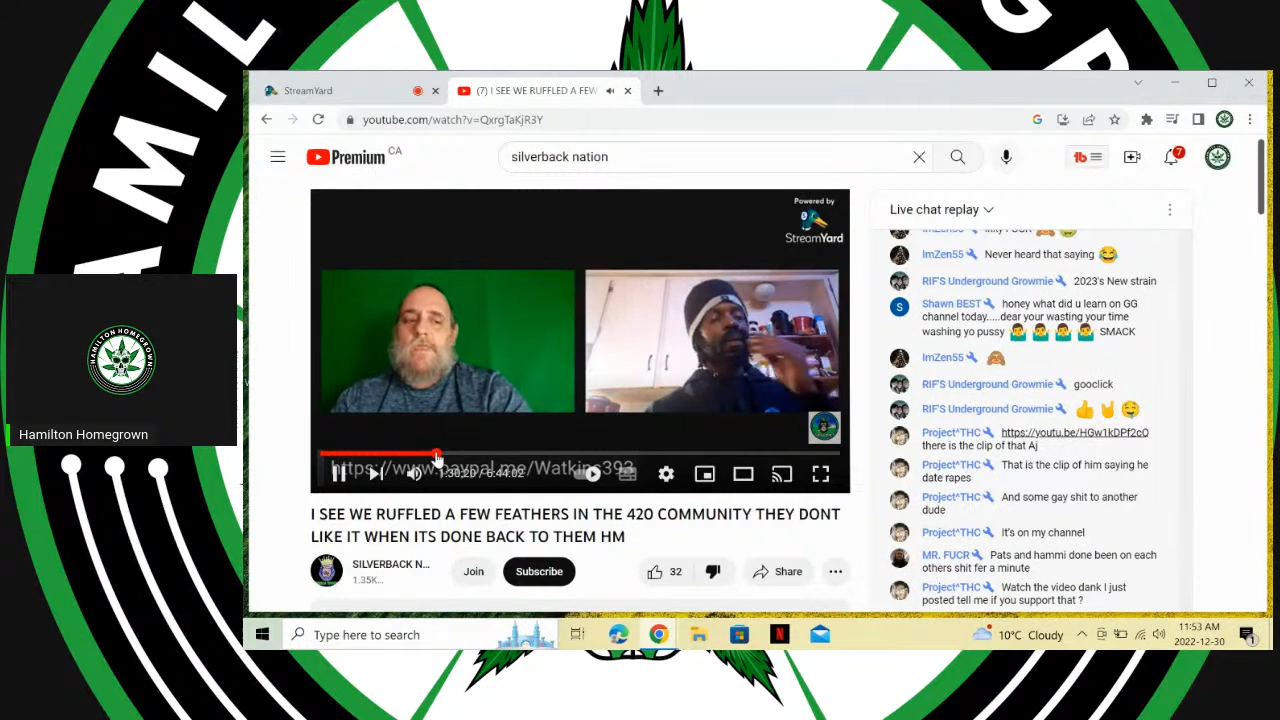 AMIL
GR
StreamYard
(7) I SEE WE RUFFLED A FEW
youtube.com/watch?v=QxrgTaKjR3Y
Premium CA
silverback nation
7
Powered by
StreamYard
https://www.paypal.me/Watkins393
6:44:02
I SEE WE RUFFLED A FEW FEATHERS IN THE 420 COMMUNITY THEY DONT
LIKE IT WHEN ITS DONE BACK TO THEM HM
SILVERBACK N...
1.35K...
Join
Subscribe
32
Share
Live chat replay
ImZen55
ImZen55 Never heard that saying 😂
RIF'S Underground Growmie 2023's New strain
S
Shawn BEST honey what did u learn on GG
channel today.....dear your wasting your time
washing yo pussy 🤷‍♂️ 🤷‍♂️ 🤷‍♂️ 🤷‍♂️ SMACK
ImZen55 🙈
RIF'S Underground Growmie gooclick
RIF'S Underground Growmie 👍 🤘 🤤
Project^THC https://youtu.be/HGw1kDPf2cQ
there is the clip of that Aj
Project^THC That is the clip of him saying he
date rapes
Project^THC And some gay shit to another
dude
Project^THC It's on my channel
MR. FUCR Pats and hammi done been on each
others shit fer a minute
Project^THC Watch the video dank I just
posted tell me if you support that ?
HAMILTON HOMEGROWN
Hamilton Homegrown
Type here to search
N
10°C Cloudy
11:53 AM
2022-12-30
1